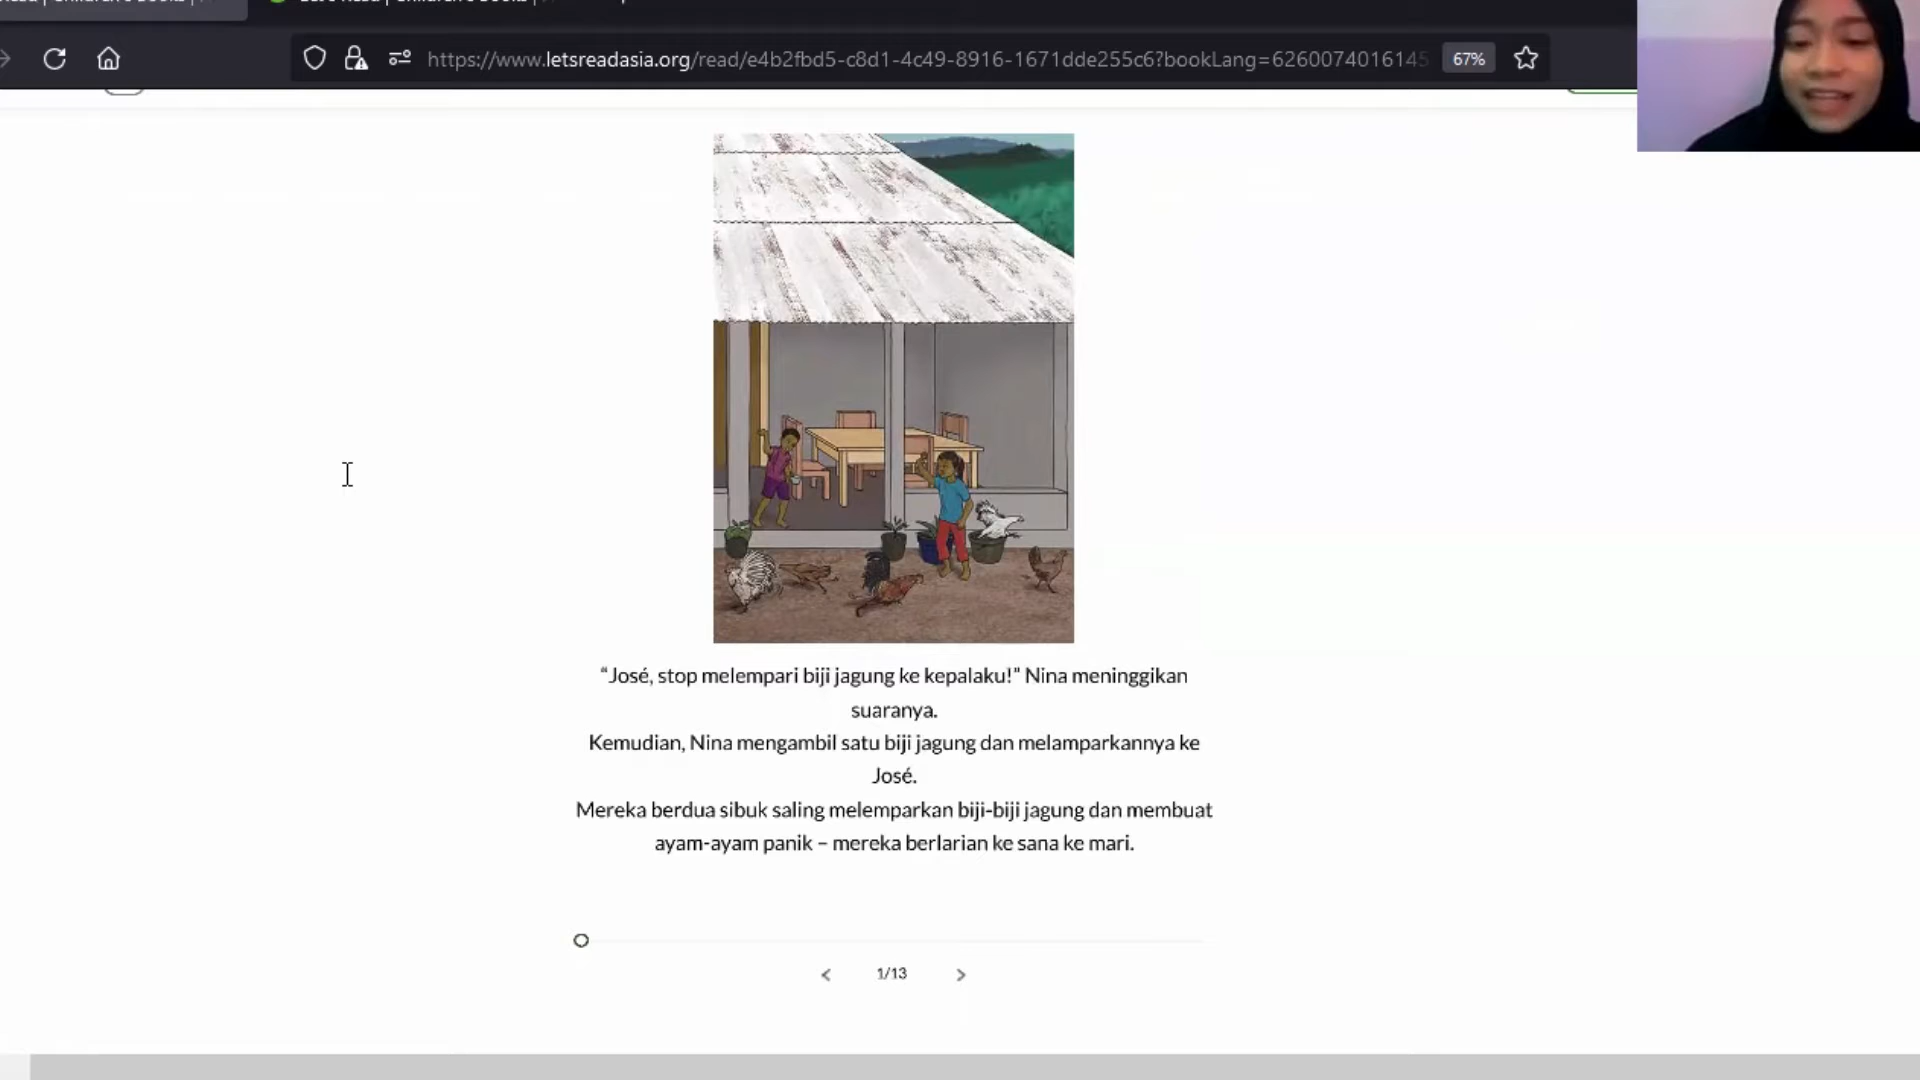 https://www.letsreadasia.org/read/e4b2fbd5-c8d1-4c49-8916-1671dde255c6?bookLang=6260074016145
67%
“José, stop melempari biji jagung ke kepalaku!” Nina meninggikan
suaranya.
Kemudian, Nina mengambil satu biji jagung dan melamparkannya ke
José.
Mereka berdua sibuk saling melemparkan biji-biji jagung dan membuat
ayam-ayam panik – mereka berlarian ke sana ke mari.
1/13